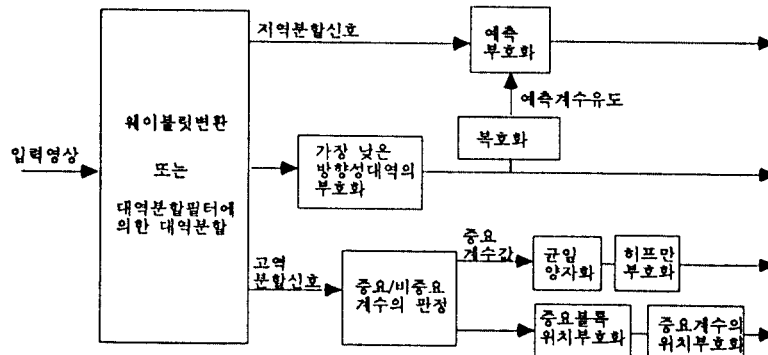 지역분할신호
예측
부호화
예측계수유도
복호화
입력영상
웨이블릿변환
또는
대역분할필터에
의한 대역분할
가장 낮은
방향성대역의
부호화
고역
분할신호
중요/비중요
계수의 판정
중요
계수값
균일
양자화
히프만
부호화
중요블록
위치부호화
중요계수의
위치부호화